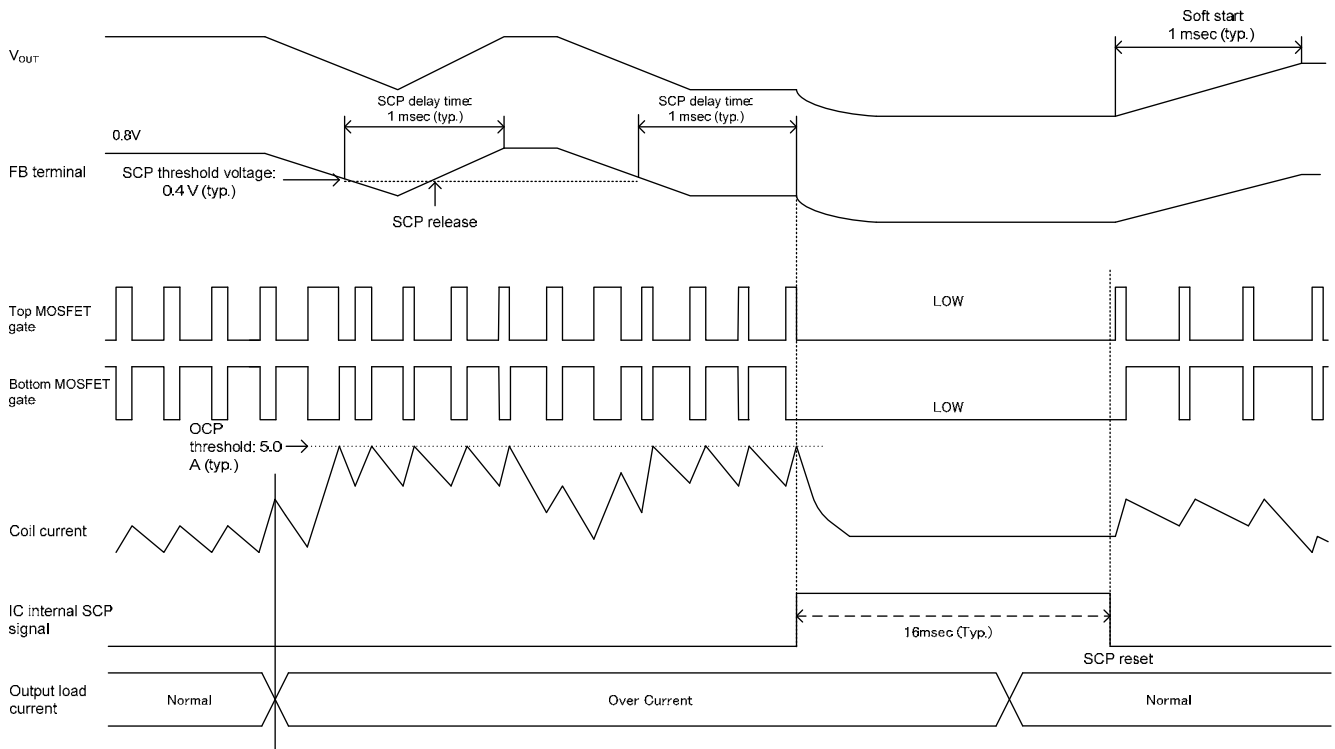 Soft start
1 msec (typ.)
VOUT
SCP delay time:
1 msec (typ.)
SCP delay time:
1 msec (typ.)
0.8V
FB terminal
SCP threshold voltage:
0.4 V (typ.)
SCP release
Top MOSFET
gate
LOW
Bottom MOSFET
gate
LOW
OCP
threshold: 5.0
A (typ.)
Coil current
IC internal SCP
signal
16msec (Typ.)
SCP reset
Output load
current
Normal
Over Current
Normal